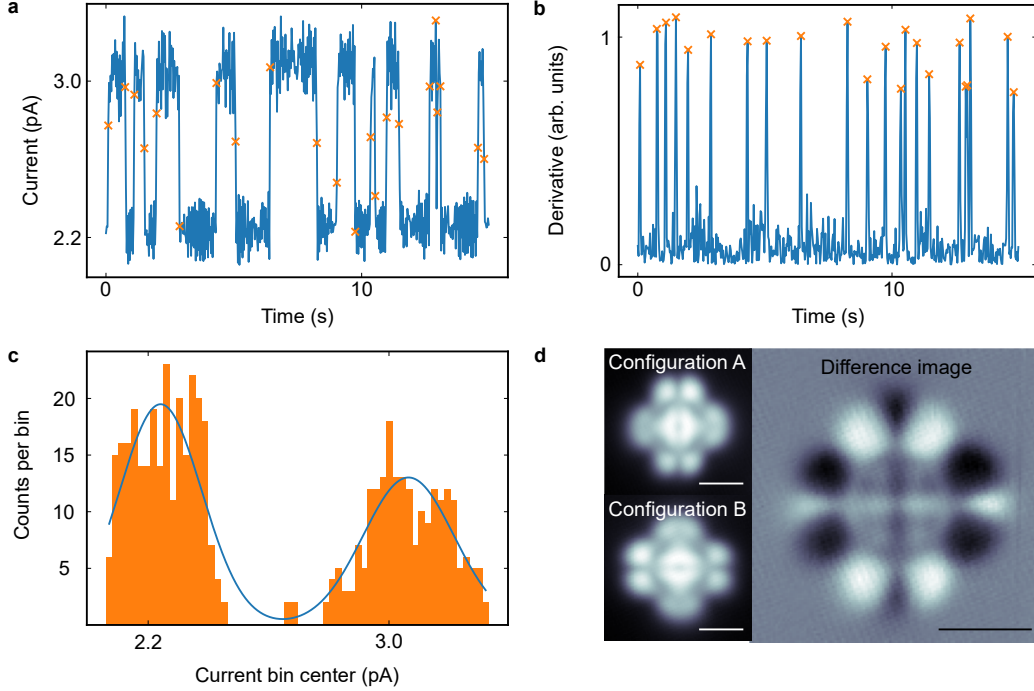 a
3.0
2.2
Current (pA)
0
10
Time (s)
b
1
0
Derivative (arb. units)
0
10
Time (s)
c
20
15
10
5
Counts per bin
2.2
3.0
Current bin center (pA)
d
Configuration A
Configuration B
Difference image